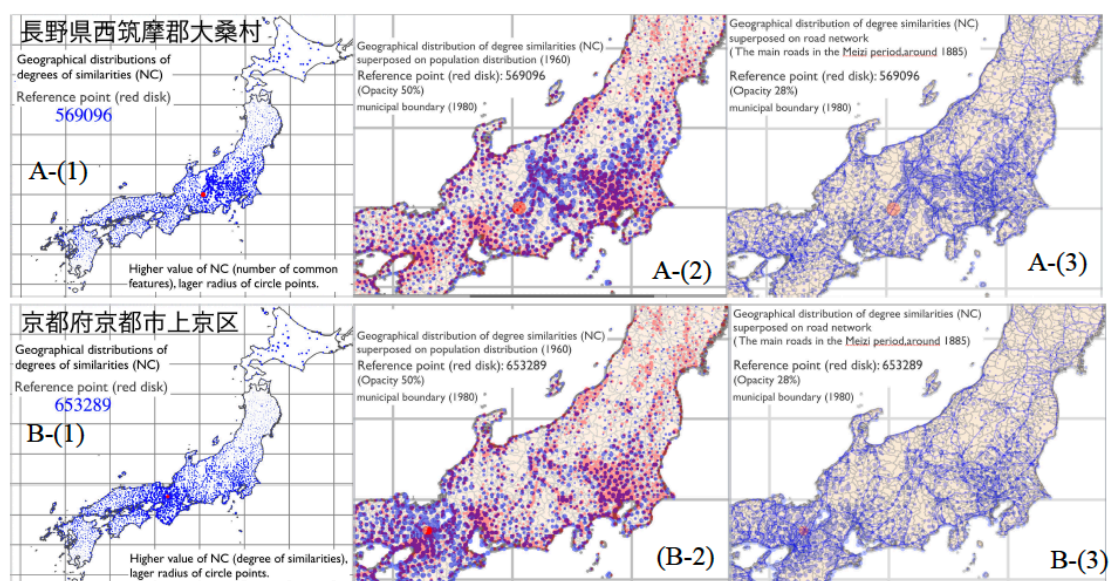 長野県西筑摩郡大桑村
Geographical distributions of
degrees of similarities (NC)
Reference point (red disk)
569096
A-(1)
Higher value of NC (number of common
features), lager radius of circle points.
Geographical distribution of degree similarities (NC)
superposed on population distribution (1960)
Reference point (red disk): 569096
(Opacity 50%)
municipal boundary (1980)
A-(2)
Geographical distribution of degree similarities (NC)
superposed on road network
( The main roads in the Meizi period,around 1885)
Reference point (red disk): 569096
(Opacity 28%)
municipal boundary (1980)
A-(3)
京都府京都市上京区
Geographical distributions of
degrees of similarities (NC)
Reference point (red disk)
653289
B-(1)
Higher value of NC (degree of similarities),
lager radius of circle points.
Geographical distribution of degree similarities (NC)
superposed on population distribution (1960)
Reference point (red disk): 653289
(Opacity 50%)
municipal boundary (1980)
(B-2)
Geographical distribution of degree similarities (NC)
superposed on road network
( The main roads in the Meizi period,around 1885)
Reference point (red disk): 653289
(Opacity 28%)
municipal boundary (1980)
B-(3)